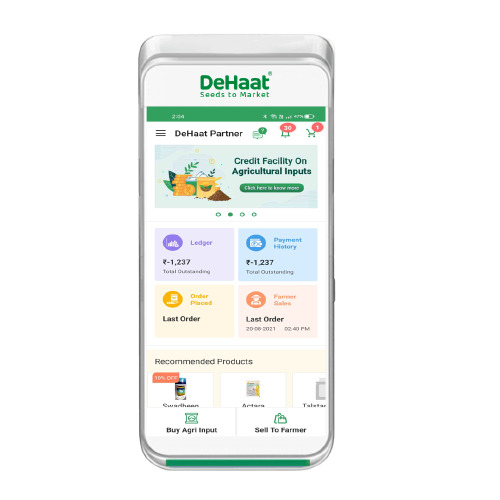 DeHaat®
Seeds to Market
2:04
DeHaat Partner
30
1
Credit Facility On
Agricultural Inputs
Click here to know more
Ledger
₹-1,237
Total Outstanding
Payment
History
₹-1,237
Total Outstanding
Order
Placed
Last Order
Farmer
Sales
Last Order
20-08-2021 02:40 PM
Recommended Products
10% OFF
Swadheen
Actara
Talstar
Buy Agri Input
Sell To Farmer